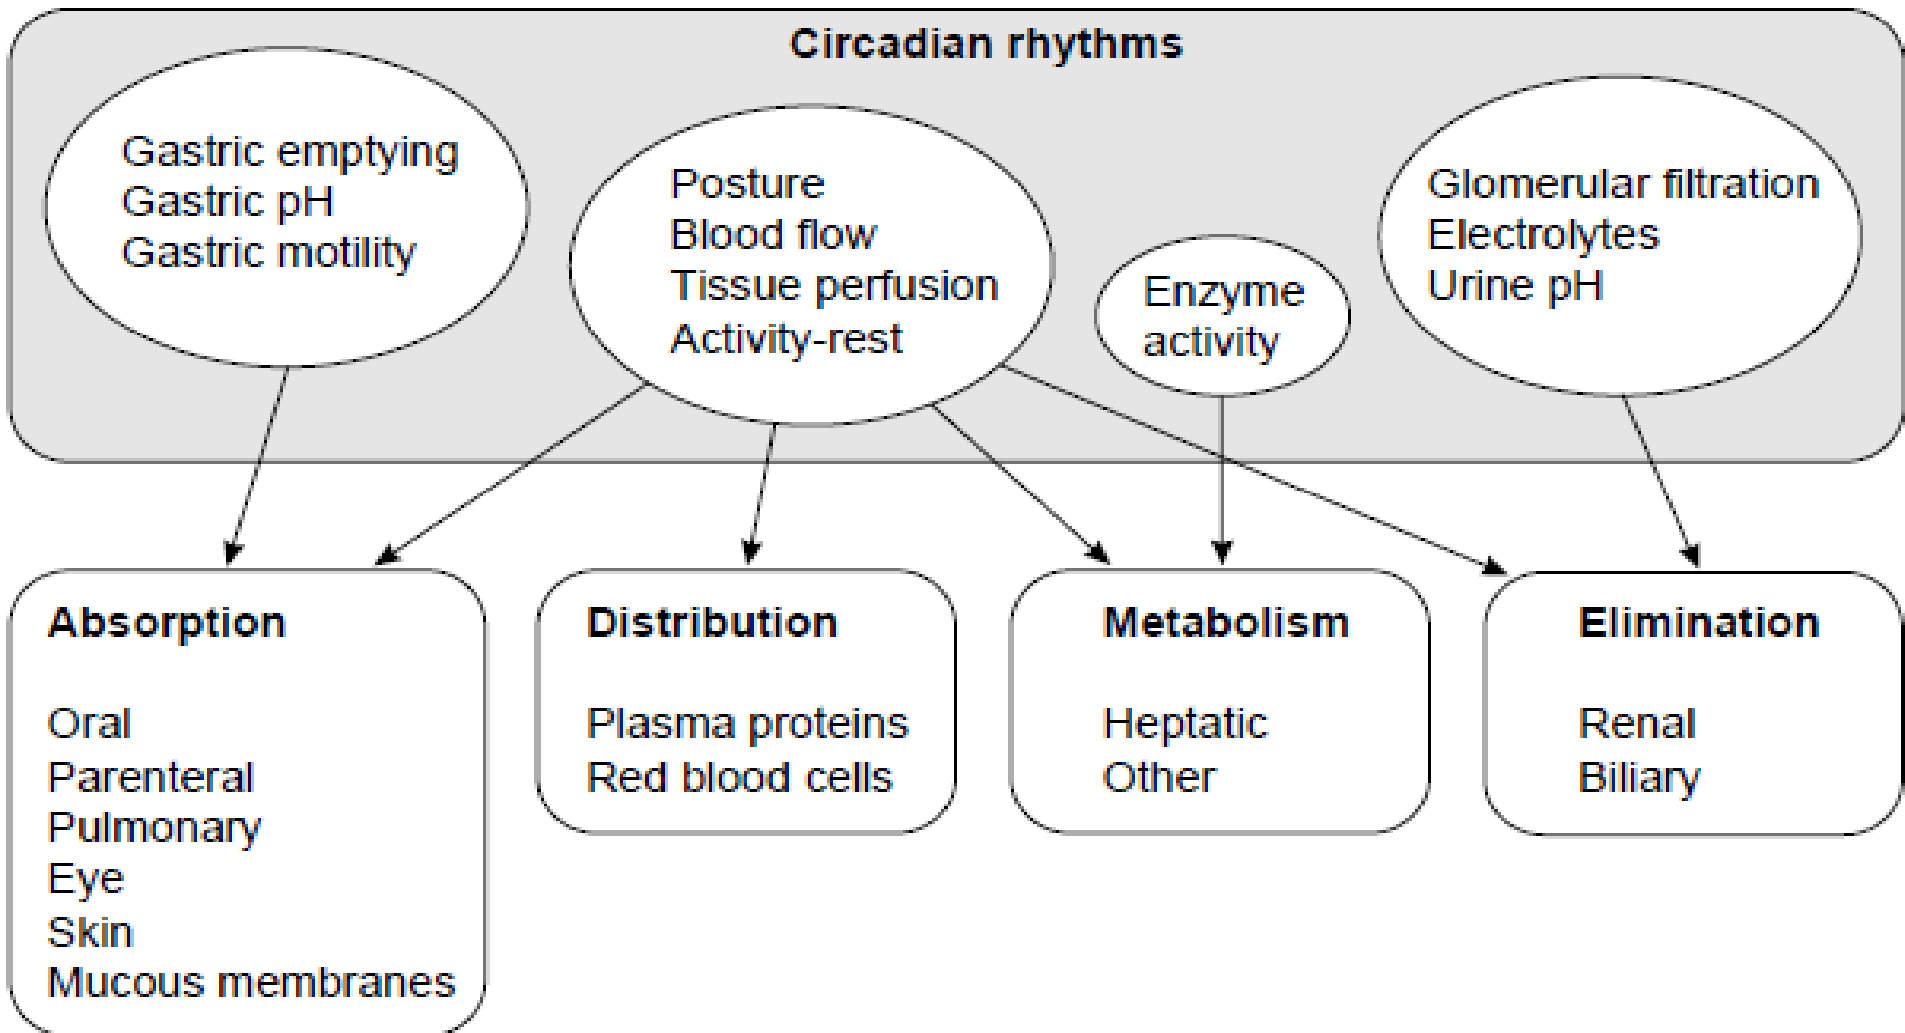 Circadian rhythms
Gastric emptying
Gastric pH
Gastric motility
Posture
Blood flow
Tissue perfusion
Activity-rest
Enzyme
activity
Glomerular filtration
Electrolytes
Urine pH
Absorption
Oral
Parenteral
Pulmonary
Eye
Skin
Mucous membranes
Distribution
Plasma proteins
Red blood cells
Metabolism
Heptatic
Other
Elimination
Renal
Biliary